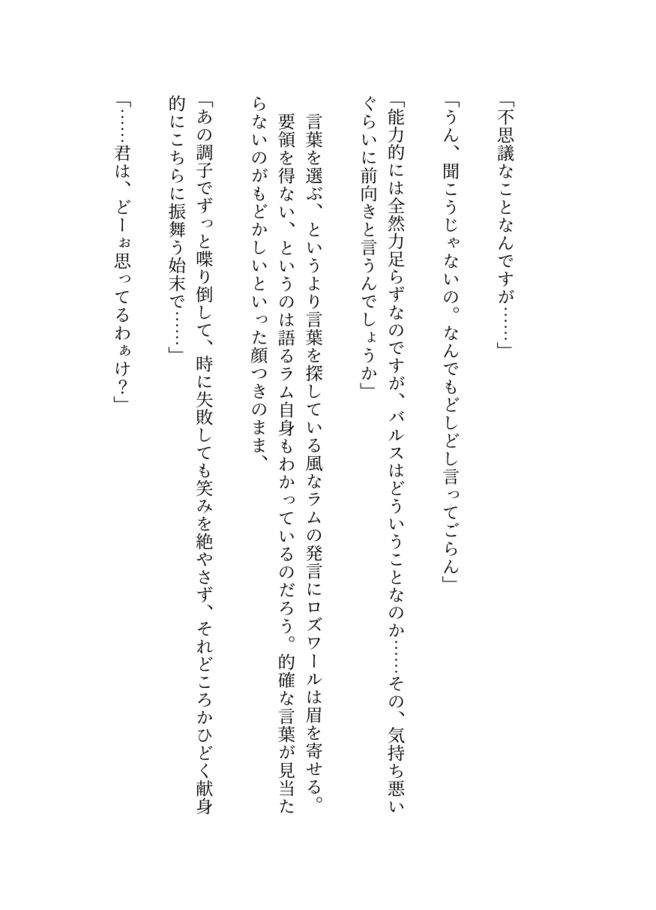 「不思議なことなんですが……」
「うん、聞こうじゃないの。なんでもどしどし言ってごらん」
「能力的には全然力足らずなのですが、バルスはどういうことなのか……その、気持ち悪い
ぐらいに前向きと言うんでしょうか」
言葉を選ぶ、というより言葉を探している風なラムの発言にロズワールは眉を寄せる。
要領を得ない、というのは語るラム自身もわかっているのだろう。的確な言葉が見当た
らないのがもどかしいといった顔つきのまま、
「あの調子でずっと喋り倒して、時に失敗しても笑みを絶やさず、それどころかひどく献身
的にこちらに振舞う始末で……」
「……君は、どーぉ思ってるわぁけ？」